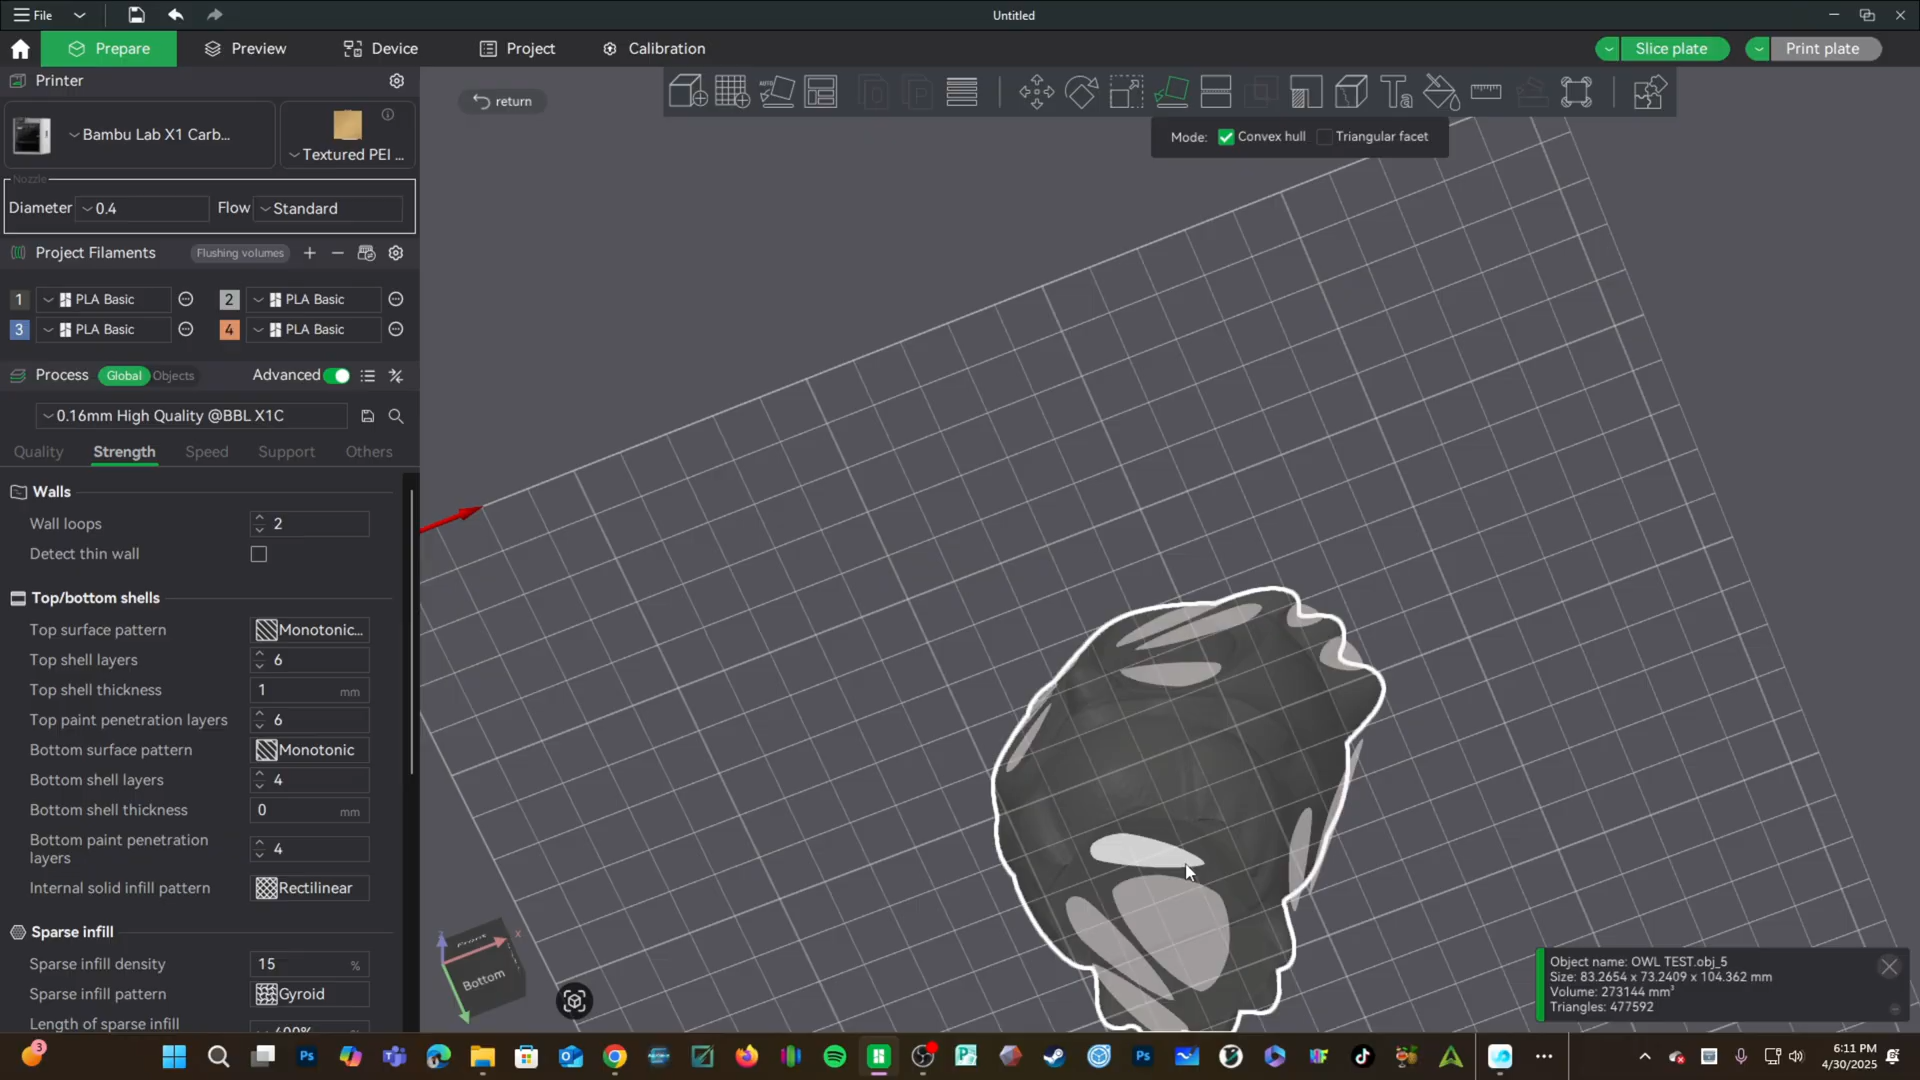 File
Untitled
Prepare
Preview
Device
Project
Calibration
Slice plate
Print plate
Printer
return
Bambu Lab X1 Carb...
Textured PEI ...
Mode:
Convex hull
Triangular facet
Nozzle
Diameter
0.4
Flow
Standard
Project Filaments
Flushing volumes
1
PLA Basic
2
PLA Basic
3
PLA Basic
4
PLA Basic
Process
Global
Objects
Advanced
0.16mm High Quality @BBL X1C
Quality
Strength
Speed
Support
Others
Walls
Wall loops
2
Detect thin wall
Top/bottom shells
Top surface pattern
Monotonic...
Top shell layers
6
Top shell thickness
1
mm
Top paint penetration layers
6
Bottom surface pattern
Monotonic
Bottom shell layers
4
Bottom shell thickness
0
mm
Bottom paint penetration
layers
4
Internal solid infill pattern
Rectilinear
Sparse infill
Sparse infill density
15
%
Sparse infill pattern
Gyroid
Length of sparse infill
400%
Front
Bottom
z
x
Object name: OWL TEST.obj_5
Size: 83.2654 x 73.2409 x 104.362 mm
Volume: 273144 mm³
Triangles: 477592
3
6:11 PM
4/30/2025